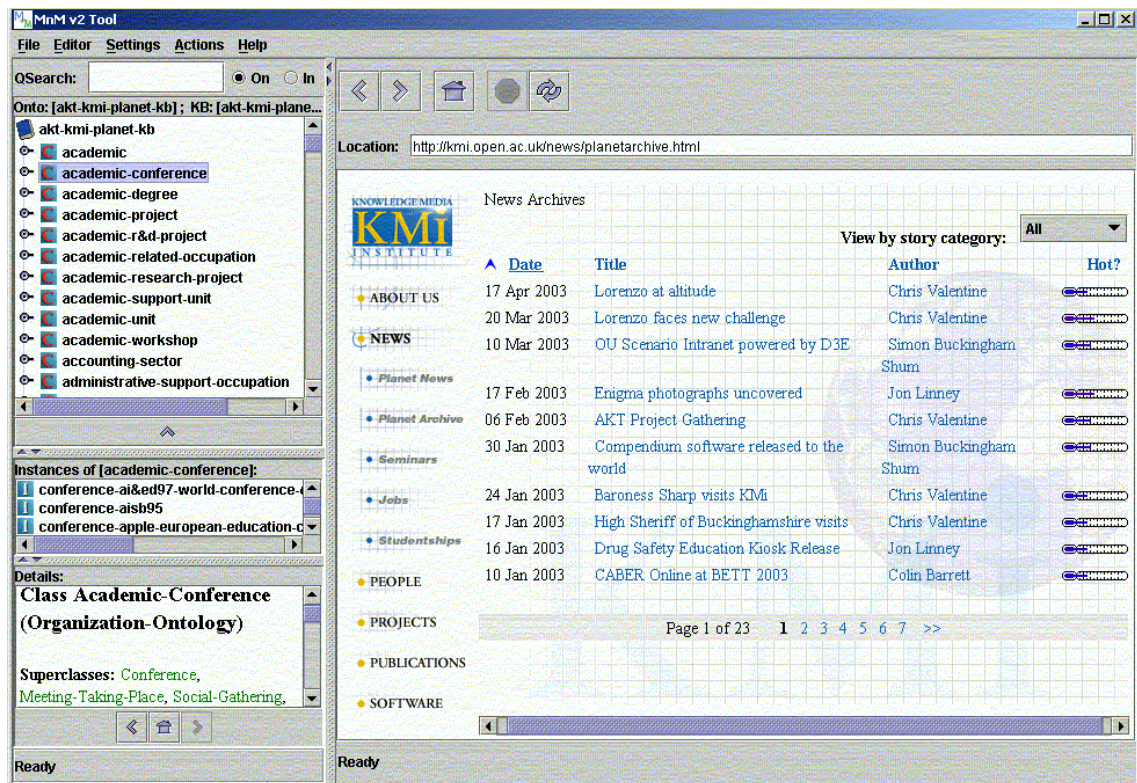 MnM v2 Tool
File Editor Settings Actions Help
QSearch: On In
Onto: [akt-kmi-planet-kb] ; KB: [akt-kmi-plane...
akt-kmi-planet-kb
academic
academic-conference
academic-degree
academic-project
academic-r&d-project
academic-related-occupation
academic-research-project
academic-support-unit
academic-unit
academic-workshop
accounting-sector
administrative-support-occupation
Instances of [academic-conference]:
conference-ai&ed97-world-conference-
conference-aisb95
conference-apple-european-education-c
Details:
Class Academic-Conference
(Organization-Ontology)
Superclasses: Conference,
Meeting-Taking-Place, Social-Gathering,
Ready
Location: http://kmi.open.ac.uk/news/planetarchive.html
KNOWLEDGE MEDIA
KMi
INSTITUTE
ABOUT US
NEWS
Planet News
Planet Archive
Seminars
Jobs
Studentships
PEOPLE
PROJECTS
PUBLICATIONS
SOFTWARE
News Archives
View by story category: All
Date Title Author Hot?
17 Apr 2003 Lorenzo at altitude Chris Valentine
20 Mar 2003 Lorenzo faces new challenge Chris Valentine
10 Mar 2003 OU Scenario Intranet powered by D3E Simon Buckingham
Shum
17 Feb 2003 Enigma photographs uncovered Jon Linney
06 Feb 2003 AKT Project Gathering Chris Valentine
30 Jan 2003 Compendium software released to the Simon Buckingham
world Shum
24 Jan 2003 Baroness Sharp visits KMi Chris Valentine
17 Jan 2003 High Sheriff of Buckinghamshire visits Chris Valentine
16 Jan 2003 Drug Safety Education Kiosk Release Jon Linney
10 Jan 2003 CABER Online at BETT 2003 Colin Barrett
Page 1 of 23 1 2 3 4 5 6 7 >>
Ready